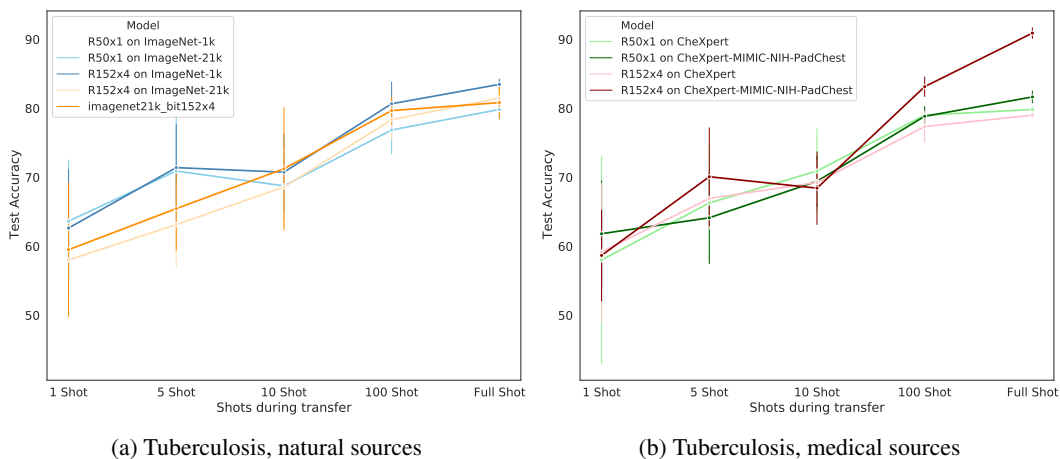 Model
R50x1 on ImageNet-1k
R50x1 on ImageNet-21k
R152x4 on ImageNet-1k
R152x4 on ImageNet-21k
imagenet21k_bit152x4
90
80
70
60
50
Test Accuracy
1 Shot
5 Shot
10 Shot
100 Shot
Full Shot
Shots during transfer
(a) Tuberculosis, natural sources
Model
R50x1 on CheXpert
R50x1 on CheXpert-MIMIC-NIH-PadChest
R152x4 on CheXpert
R152x4 on CheXpert-MIMIC-NIH-PadChest
90
80
70
60
50
Test Accuracy
1 Shot
5 Shot
10 Shot
100 Shot
Full Shot
Shots during transfer
(b) Tuberculosis, medical sources